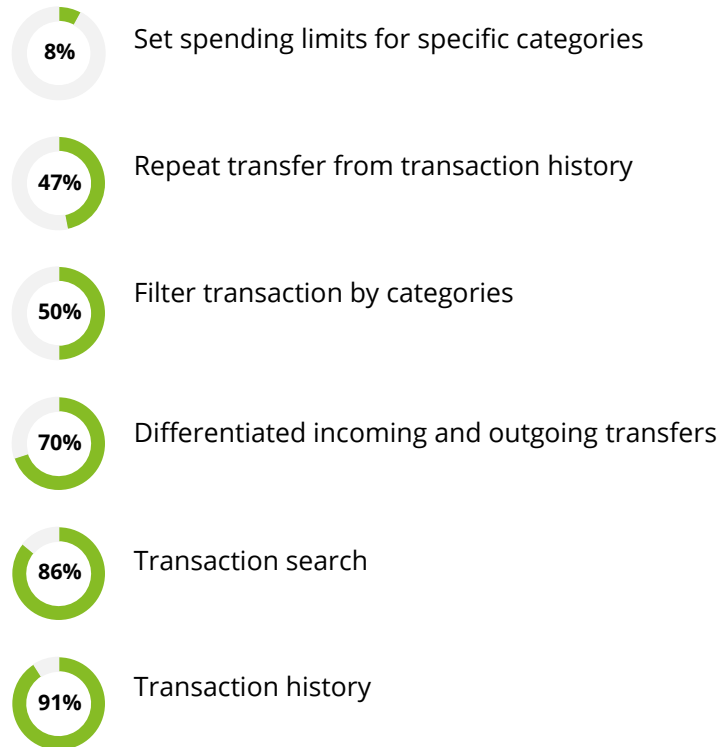 8%
Set spending limits for specific categories
47%
Repeat transfer from transaction history
50%
Filter transaction by categories
70%
Differentiated incoming and outgoing transfers
86%
Transaction search
91%
Transaction history